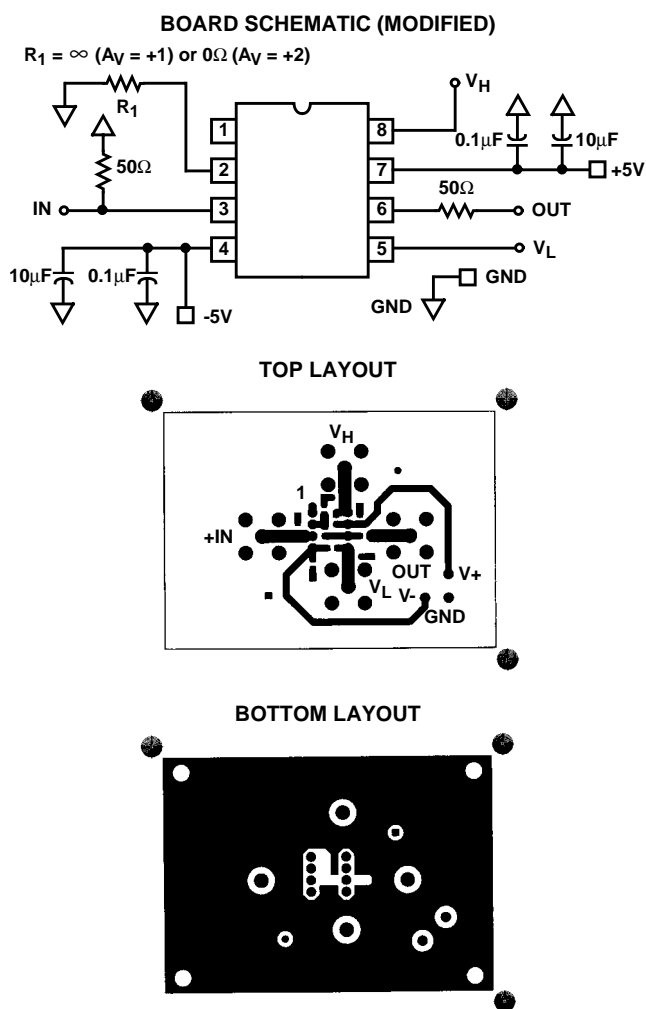 BOARD SCHEMATIC (MODIFIED)
R1 = ∞ (AV = +1) or 0Ω (AV = +2)
R1
VH
1
8
0.1μF
10μF
50Ω
2
7
+5V
50Ω
IN
3
6
OUT
4
5
VL
10μF
0.1μF
-5V
GND
GND
TOP LAYOUT
VH
1
+IN
OUT
V+
VL
V-
GND
BOTTOM LAYOUT